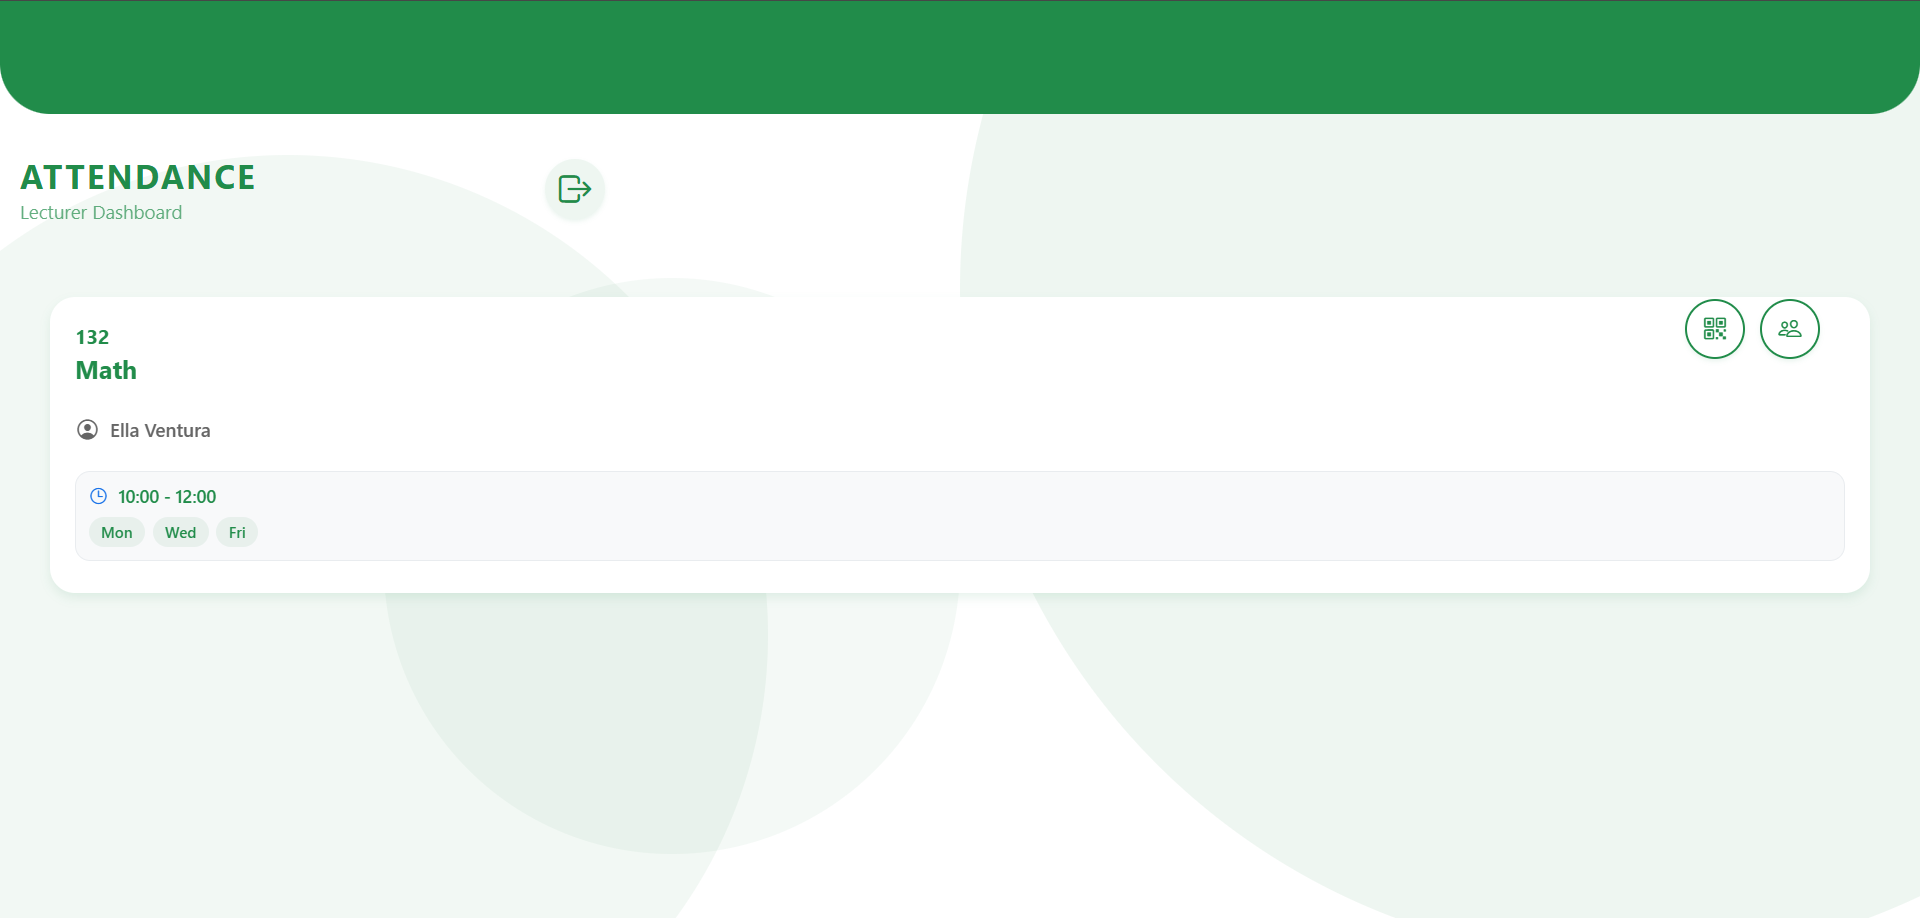 ATTENDANCE
Lecturer Dashboard
132
Math
Ella Ventura
10:00 - 12:00
Mon Wed Fri